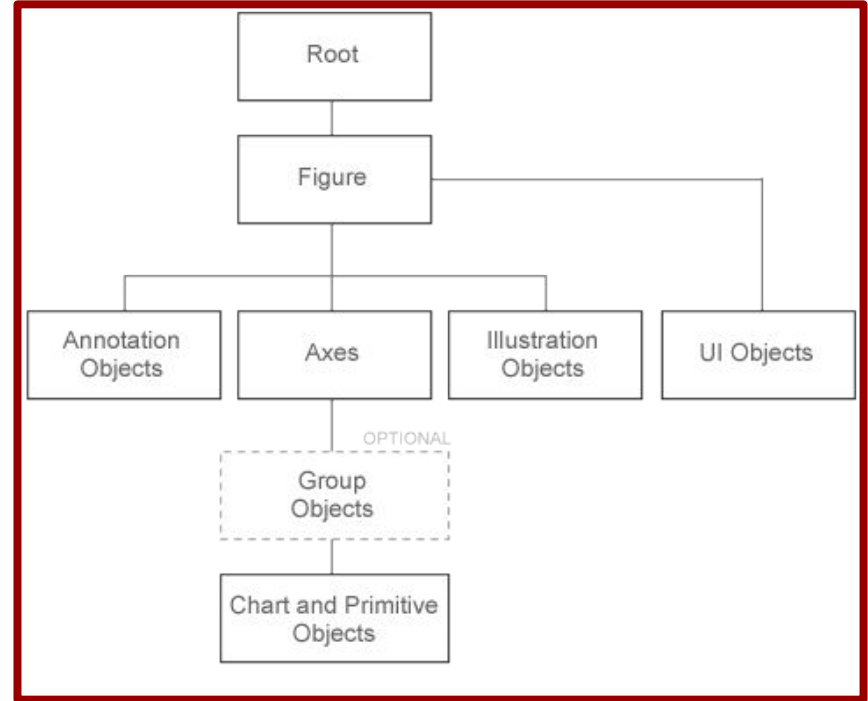 Root
Figure
Annotation
Objects
Axes
Illustration
Objects
UI Objects
OPTIONAL
Group
Objects
Chart and Primitive
Objects